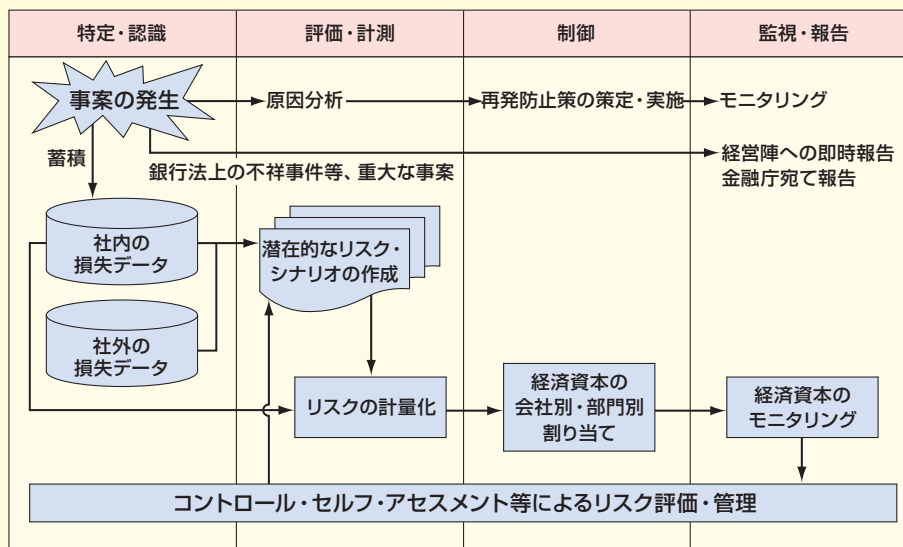 特定・認識
評価・計測
制御
監視・報告
事案の発生
原因分析
再発防止策の策定・実施
モニタリング
蓄積
銀行法上の不祥事件等、重大な事案
経営陣への即時報告
金融庁宛て報告
社内の
損失データ
潜在的なリスク・
シナリオの作成
社外の
損失データ
リスクの計量化
経済資本の
会社別・部門別
割り当て
経済資本の
モニタリング
コントロール・セルフ・アセスメント等によるリスク評価・管理